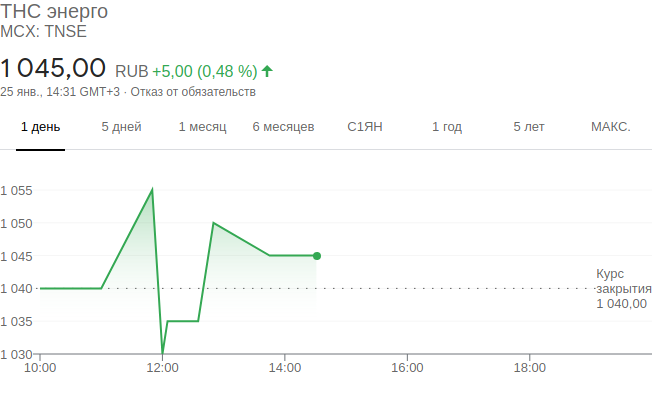 ТНС энерго
MCX: TNSE
1 045,00 RUB +5,00 (0,48 %)
25 янв., 14:31 GMT+3 · Отказ от обязательств
1 день 5 дней 1 месяц 6 месяцев С1ЯН 1 год 5 лет МАКС.
1 055
1 050
1 045
1 040
1 035
1 030
Курс
закрытия
1 040,00
10:00 12:00 14:00 16:00 18:00